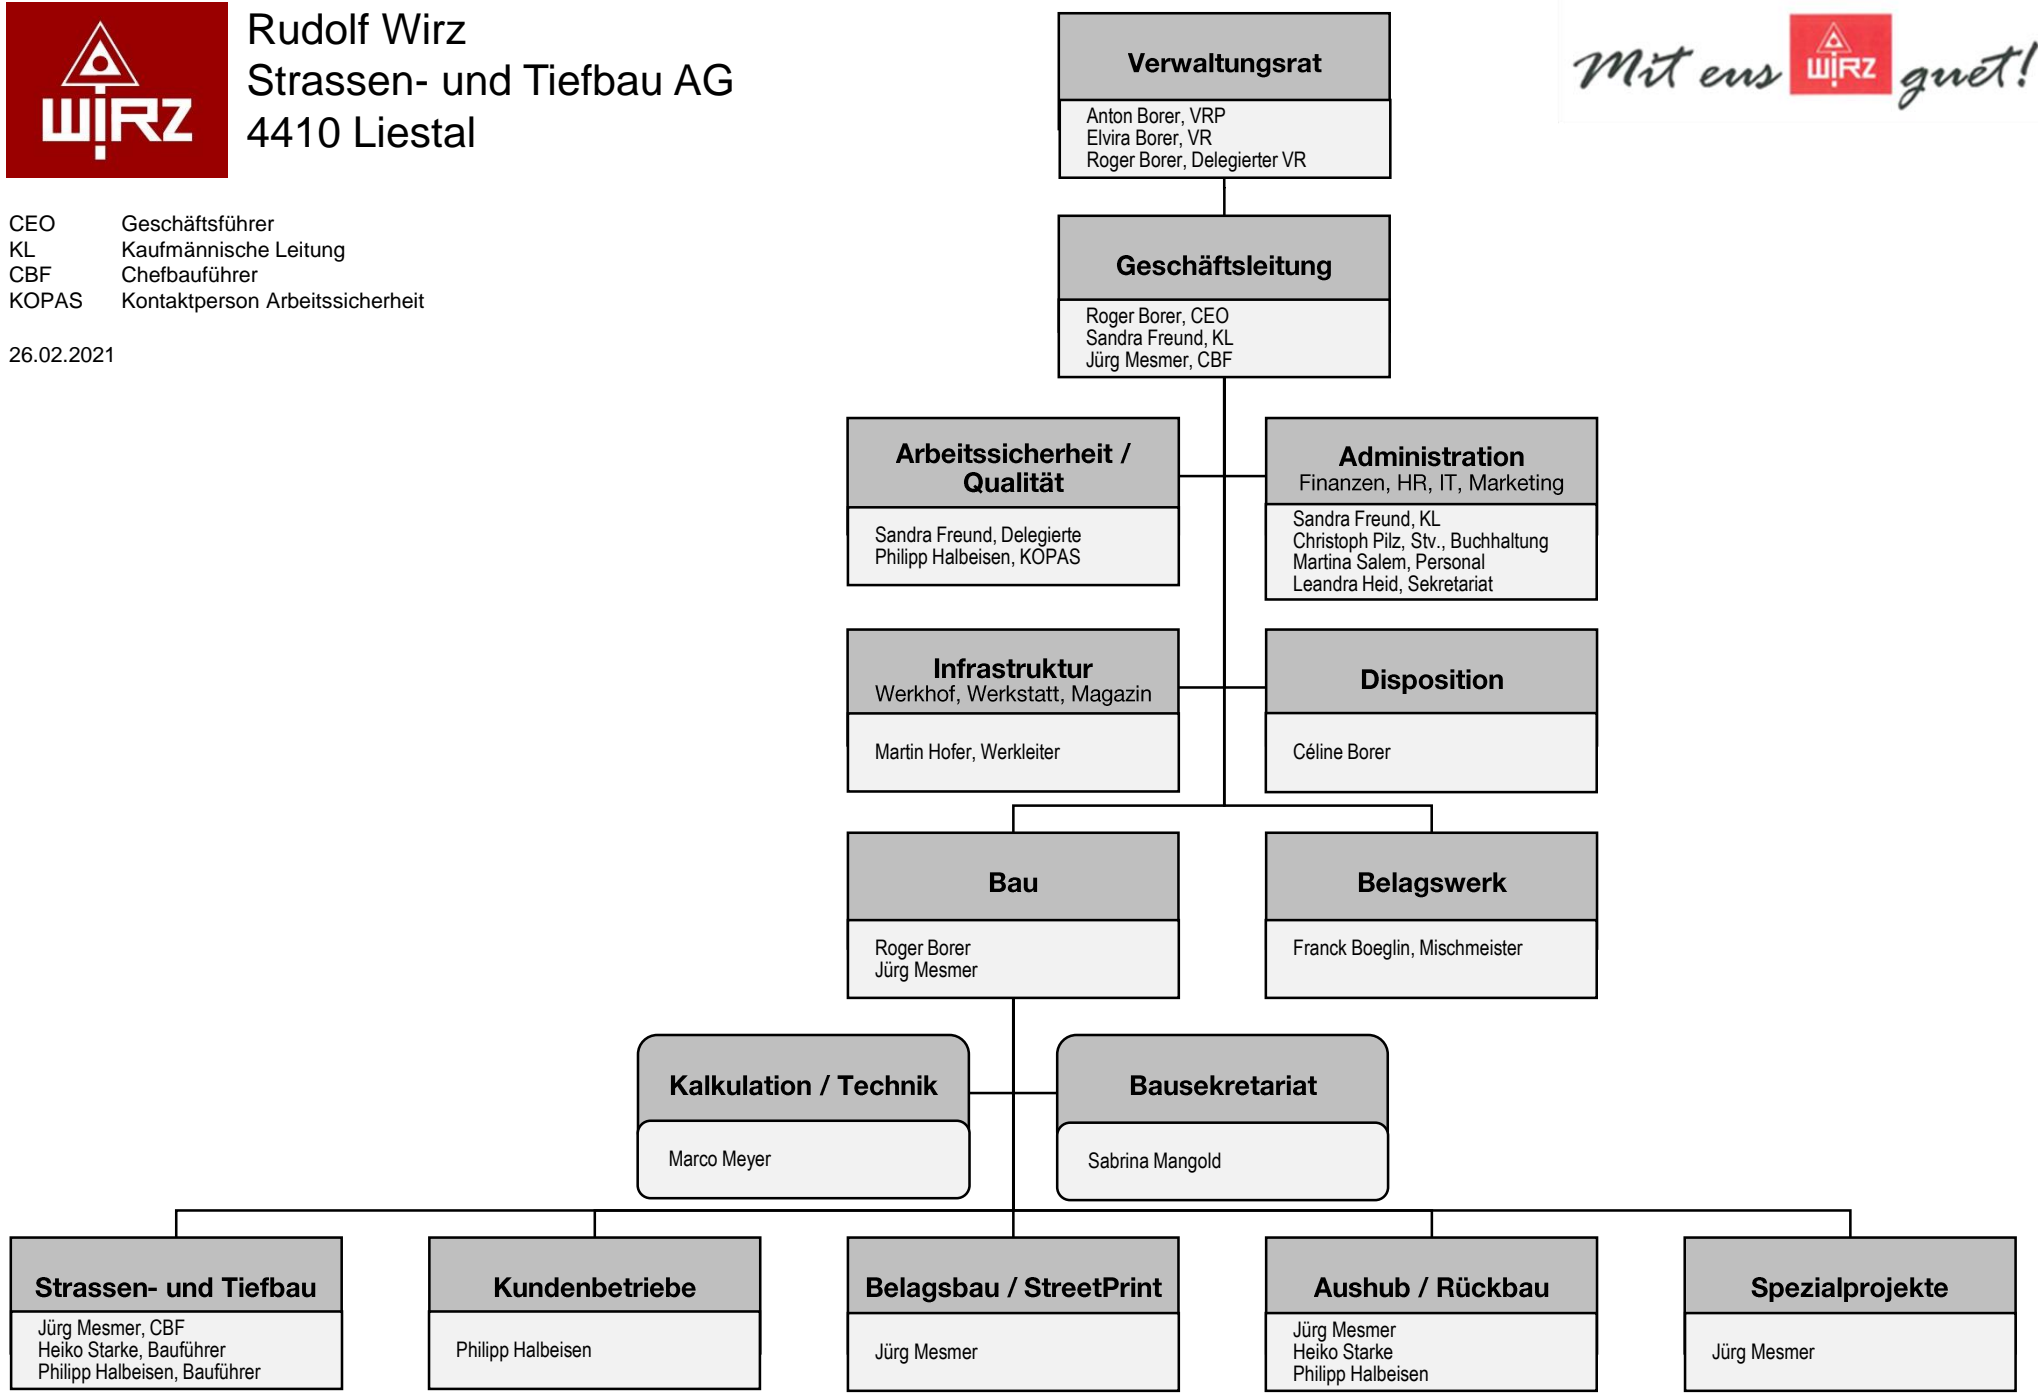 WIRZ
Rudolf Wirz
Strassen- und Tiefbau AG
4410 Liestal
Mit eus WIRZ guet!
CEO Geschäftsführer
KL Kaufmännische Leitung
CBF Chefbauführer
KOPAS Kontaktperson Arbeitssicherheit
26.02.2021
Verwaltungsrat
Anton Borer, VRP
Elvira Borer, VR
Roger Borer, Delegierter VR
Geschäftsleitung
Roger Borer, CEO
Sandra Freund, KL
Jürg Mesmer, CBF
Arbeitssicherheit /
Qualität
Sandra Freund, Delegierte
Philipp Halbeisen, KOPAS
Administration
Finanzen, HR, IT, Marketing
Sandra Freund, KL
Christoph Pilz, Stv., Buchhaltung
Martina Salem, Personal
Leandra Heid, Sekretariat
Infrastruktur
Werkhof, Werkstatt, Magazin
Martin Hofer, Werkleiter
Disposition
Céline Borer
Bau
Roger Borer
Jürg Mesmer
Belagswerk
Franck Boeglin, Mischmeister
Kalkulation / Technik
Marco Meyer
Bausekretariat
Sabrina Mangold
Strassen- und Tiefbau
Jürg Mesmer, CBF
Heiko Starke, Bauführer
Philipp Halbeisen, Bauführer
Kundenbetriebe
Philipp Halbeisen
Belagsbau / StreetPrint
Jürg Mesmer
Aushub / Rückbau
Jürg Mesmer
Heiko Starke
Philipp Halbeisen
Spezialprojekte
Jürg Mesmer